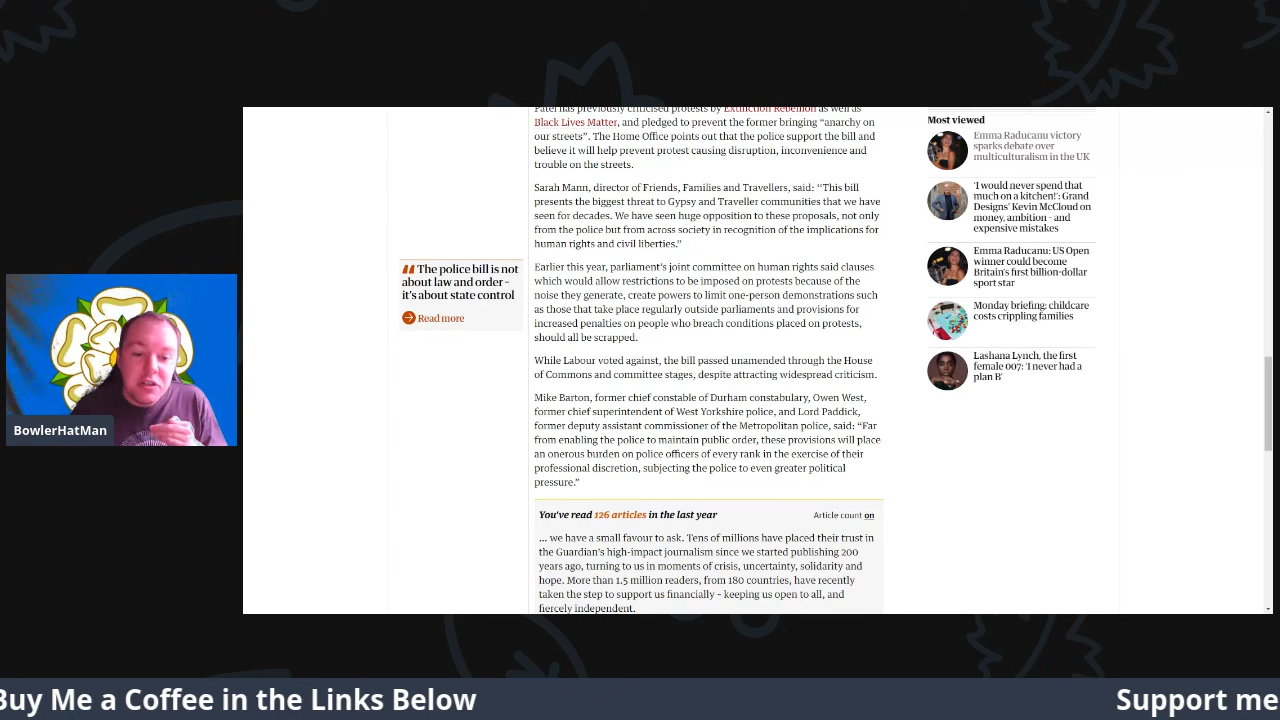 Patel has previously criticised protests by Extinction Rebellion as well as
Black Lives Matter, and pledged to prevent the former bringing “anarchy on
our streets”. The Home Office points out that the police support the bill and
believe it will help prevent protest causing disruption, inconvenience and
trouble on the streets.
Sarah Mann, director of Friends, Families and Travellers, said: “This bill
presents the biggest threat to Gypsy and Traveller communities that we have
seen for decades. We have seen huge opposition to these proposals, not only
from the police but from across society in recognition of the implications for
human rights and civil liberties.”
The police bill is not
about law and order –
it’s about state control
Read more
Earlier this year, parliament’s joint committee on human rights said clauses
which would allow restrictions to be imposed on protests because of the
noise they generate, create powers to limit one-person demonstrations such
as those that take place regularly outside parliaments and provisions for
increased penalties on people who breach conditions placed on protests,
should all be scrapped.
While Labour voted against, the bill passed unamended through the House
of Commons and committee stages, despite attracting widespread criticism.
Mike Barton, former chief constable of Durham constabulary, Owen West,
former chief superintendent of West Yorkshire police, and Lord Paddick,
former deputy assistant commissioner of the Metropolitan police, said: “Far
from enabling the police to maintain public order, these provisions will place
an onerous burden on police officers of every rank in the exercise of their
professional discretion, subjecting the police to even greater political
pressure.”
You’ve read 126 articles in the last year
Article count on
... we have a small favour to ask. Tens of millions have placed their trust in
the Guardian’s high-impact journalism since we started publishing 200
years ago, turning to us in moments of crisis, uncertainty, solidarity and
hope. More than 1.5 million readers, from 180 countries, have recently
taken the step to support us financially – keeping us open to all, and
fiercely independent.
Most viewed
Emma Raducanu victory
sparks debate over
multiculturalism in the UK
‘I would never spend that
much on a kitchen!’: Grand
Designs’ Kevin McCloud on
money, ambition – and
expensive mistakes
Emma Raducanu: US Open
winner could become
Britain’s first billion-dollar
sport star
Monday briefing: childcare
costs crippling families
Lashana Lynch, the first
female 007: ‘I never had a
plan B’
BowlerHatMan
Buy Me a Coffee in the Links Below
Support me